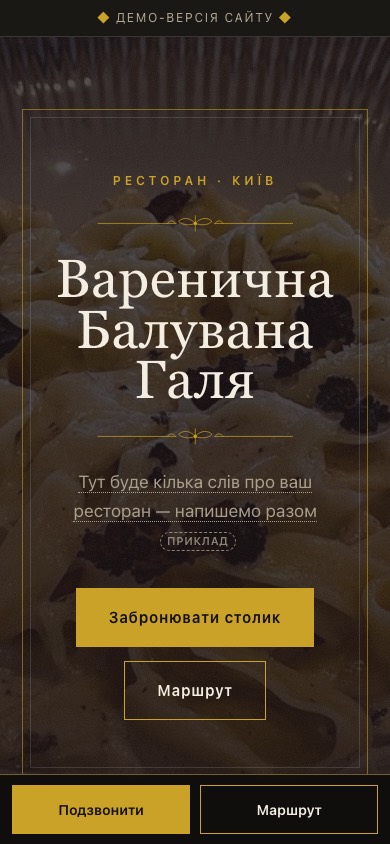 ◆ ДЕМО-ВЕРСІЯ САЙТУ ◆
РЕСТОРАН · КИЇВ
Варенична
Балувана
Галя
Тут буде кілька слів про ваш
ресторан — напишемо разом
ПРИКЛАД
Забронювати столик
Маршрут
Подзвонити
Маршрут